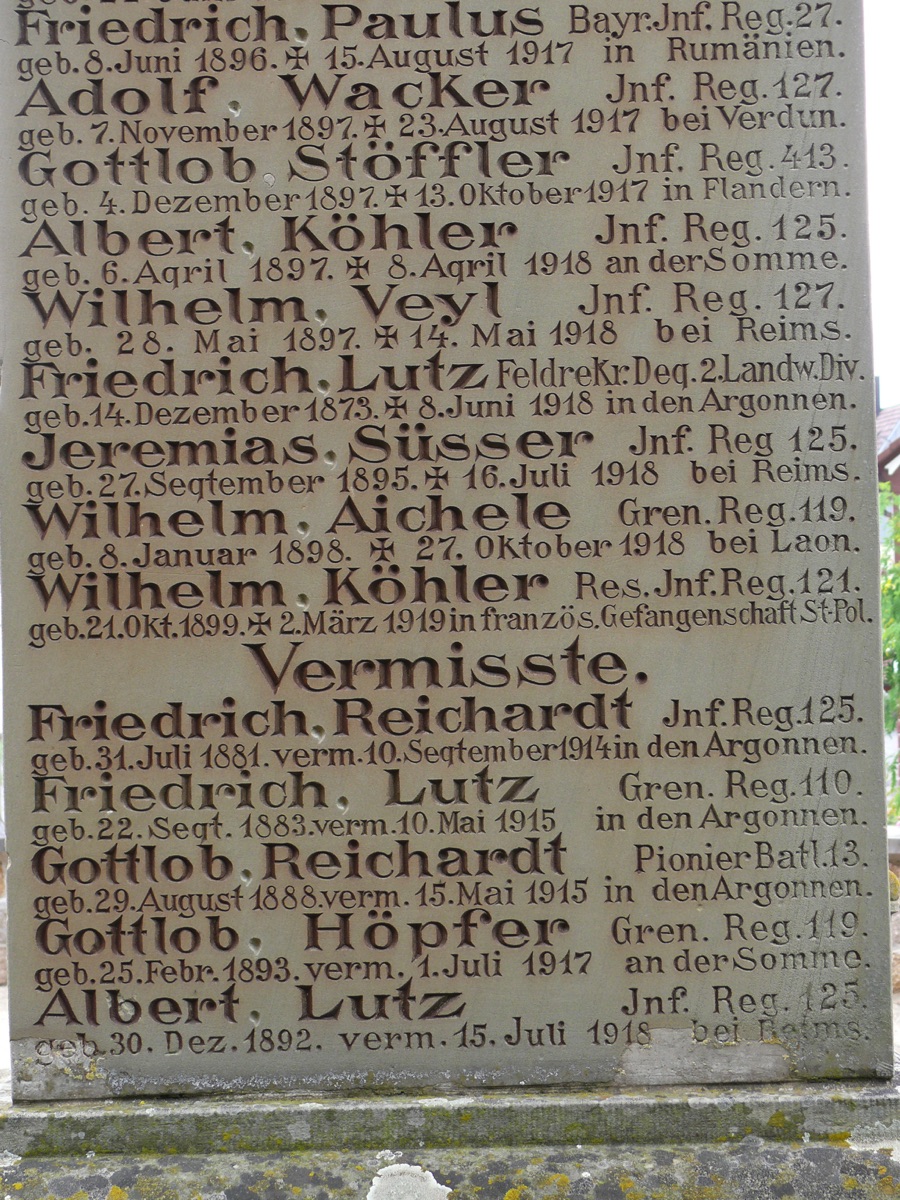 Friedrich, Paulus Bayr.Jnf.Reg.27.
geb.8.Juni 1896.✠ 15.August 1917 in Rumänien.
Adolf, Wacker Jnf. Reg.127.
geb. 7.November 1897.✠ 23.August 1917 bei Verdun.
Gottlob, Stöffler Jnf. Reg.413.
geb. 4.Dezember 1897.✠ 13.Oktober 1917 in Flandern.
Albert, Köhler Jnf. Reg. 125.
geb. 6.April 1897. ✠ 8.April 1918 an der Somme.
Wilhelm, Veyl Jnf. Reg. 127.
geb. 28. Mai 1897.✠ 14. Mai 1918 bei Reims.
Friedrich, Lutz FeldreKr.Dep.2.Landw.Div.
geb.14.Dezember 1873.✠ 8.Juni 1918 in den Argonnen.
Jeremias, Süsser Jnf. Reg 125.
geb.27.September 1895.✠ 16.Juli 1918 bei Reims.
Wilhelm, Aichele Gren.Reg.119.
geb.8.Januar 1898. ✠ 27.Oktober 1918 bei Laon.
Wilhelm, Köhler Res.Jnf.Reg.121.
geb.21.Okt.1899.✠ 2.März 1919 in französ.Gefangenschaft.St-Pol.
Vermisste.
Friedrich, Reichardt Jnf.Reg.125.
geb.31.Juli 1881.verm.10.September 1914 in den Argonnen.
Friedrich, Lutz Gren. Reg.110.
geb.22.Sept.1883.verm.10.Mai 1915 in den Argonnen.
Gottlob, Reichardt Pionier Batl.13.
geb.29.August 1888.verm.15.Mai 1915 in den Argonnen.
Gottlob, Höpfer Gren. Reg.119.
geb.25.Febr.1893.verm. 1.Juli 1917 an der Somme.
Albert, Lutz Jnf. Reg. 125.
geb.30. Dez.1892. verm.15. Juli 1918 bei Reims.